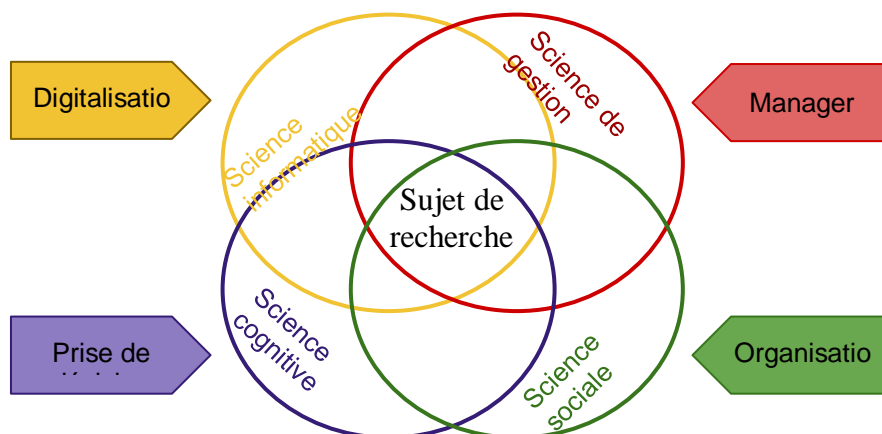 Digitalisatio
Science
informatique
Science de
gestion
Manager
Sujet de
recherche
Prise de
Science
cognitive
Science
sociale
Organisatio